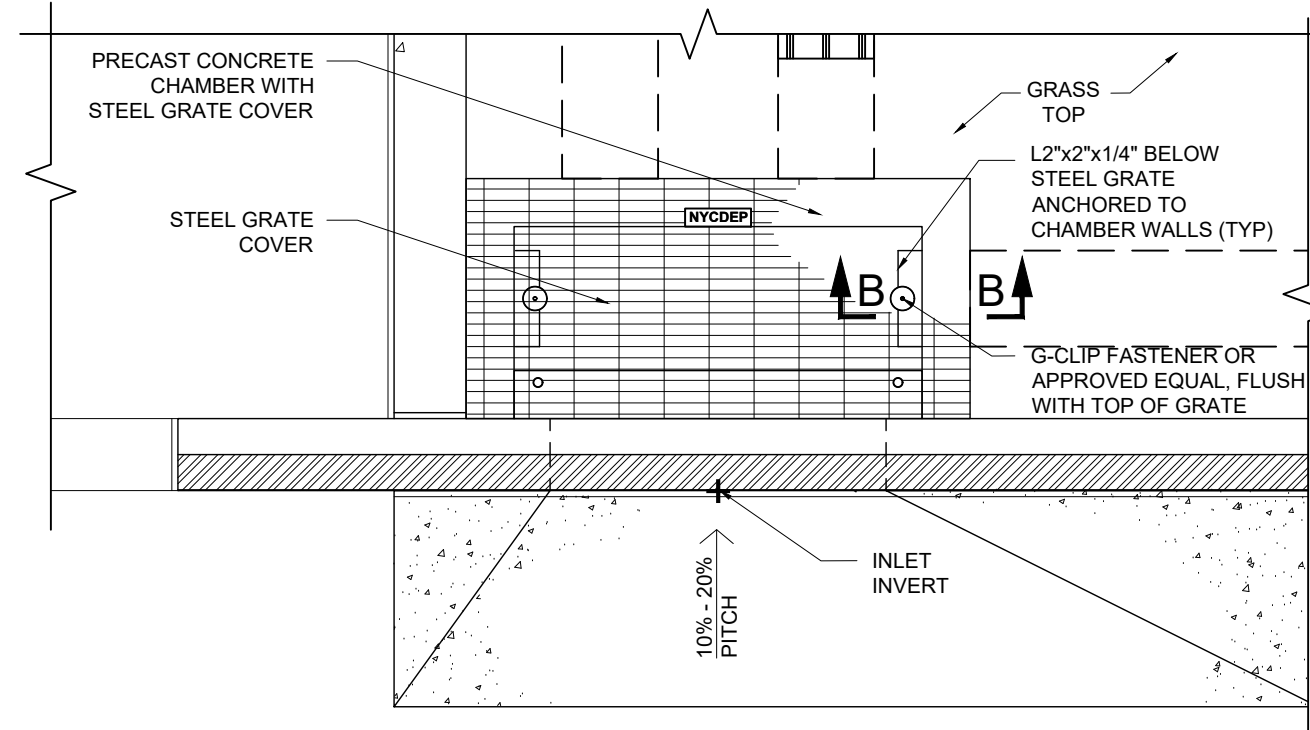 PRECAST CONCRETE
CHAMBER WITH
STEEL GRATE COVER
GRASS
TOP
L2"x2"x1/4" BELOW
STEEL GRATE
ANCHORED TO
CHAMBER WALLS (TYP)
STEEL GRATE
COVER
NYCDEP
B
B
G-CLIP FASTENER OR
APPROVED EQUAL, FLUSH
WITH TOP OF GRATE
INLET
INVERT
10% - 20%
PITCH